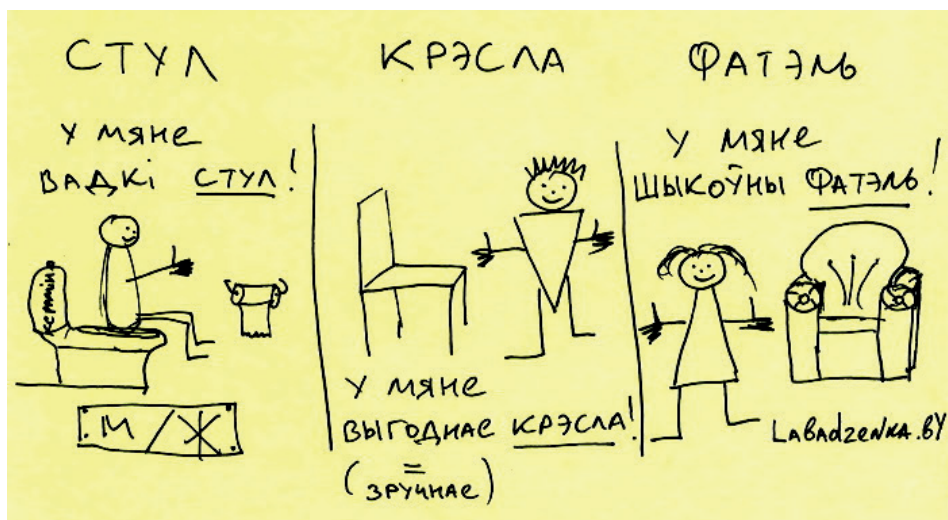 СТУЛ
У МЯНЕ
ВАДКІ СТУЛ!
М/Ж
КРЭСЛА
У МЯНЕ
ВЫГОДНАЕ КРЭСЛА!
(=
ЗРУЧНАЕ)
ФАТЭЛЬ
У МЯНЕ
ШЫКОЎНЫ ФАТЭЛЬ!
LABADZENKA.BY